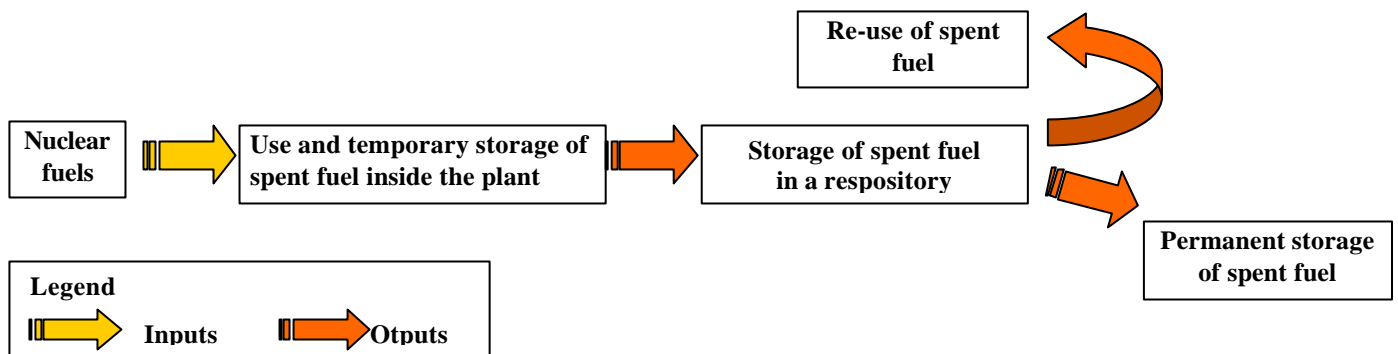 Re-use of spent
fuel
Nuclear
fuels
Use and temporary storage of
spent fuel inside the plant
Storage of spent fuel
in a respository
Permanent storage
of spent fuel
Legend
Inputs
Otputs